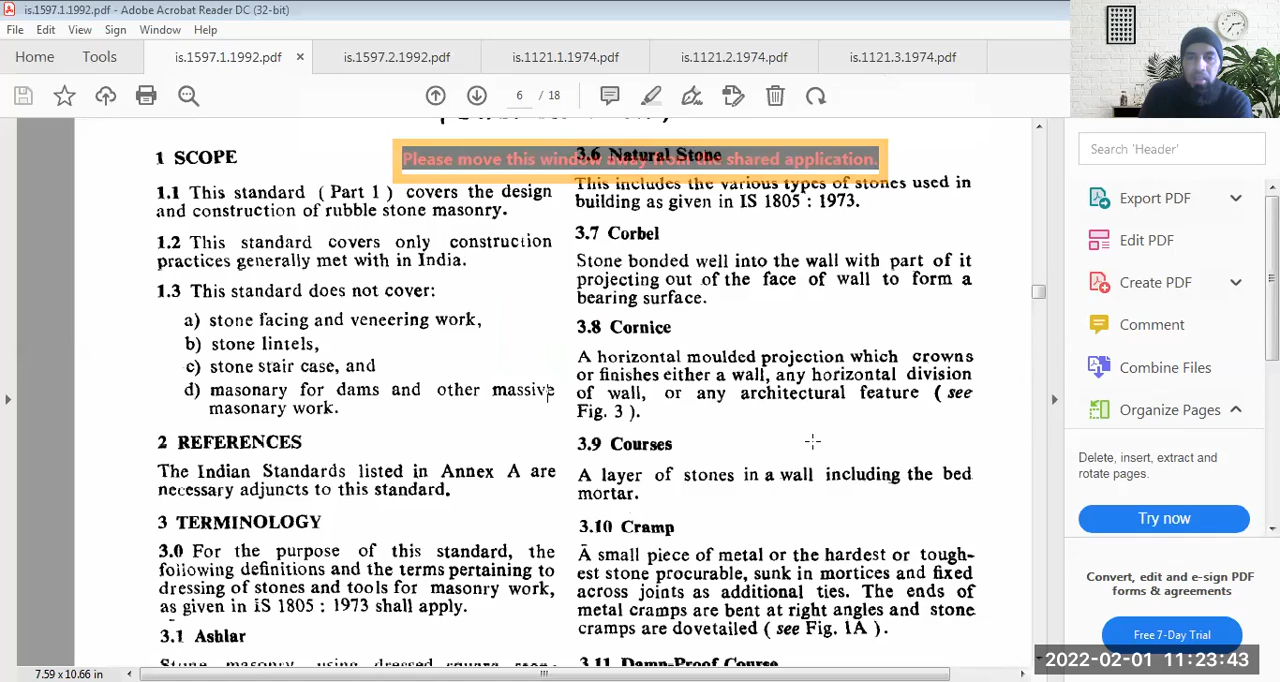 is.1597.1.1992.pdf - Adobe Acrobat Reader DC (32-bit)
File Edit View Window Sign Help
Home Tools is.1597.1.1992.pdf × is.1597.2.1992.pdf is.1121.1.1974.pdf is.1121.2.1974.pdf is.1121.3.1974.pdf
6 / 18
Please move this window away from the shared application.
1 SCOPE
1.1 This standard ( Part 1 ) covers the design
and construction of rubble stone masonry.
1.2 This standard covers only construction
practices generally met with in India.
1.3 This standard does not cover:
a) stone facing and veneering work,
b) stone lintels,
c) stone stair case, and
d) masonary for dams and other massive
masonary work.
2 REFERENCES
The Indian Standards listed in Annex A are
necessary adjuncts to this standard.
3 TERMINOLOGY
3.0 For the purpose of this standard, the
following definitions and the terms pertaining to
dressing of stones and tools for masonry work,
as given in iS 1805 : 1973 shall apply.
3.1 Ashlar
Stone masonry using dressed square stone
3.6 Natural Stone
This includes the various types of stones used in
building as given in IS 1805 : 1973.
3.7 Corbel
Stone bonded well into the wall with part of it
projecting out of the face of wall to form a
bearing surface.
3.8 Cornice
A horizontal moulded projection which crowns
or finishes either a wall, any horizontal division
of wall, or any architectural feature ( see
Fig. 3 ).
3.9 Courses
A layer of stones in a wall including the bed
mortar.
3.10 Cramp
A small piece of metal or the hardest or tough-
est stone procurable, sunk in mortices and fixed
across joints as additional ties. The ends of
metal cramps are bent at right angles and stone
cramps are dovetailed ( see Fig. 1A ).
3.11 Damp-Proof Course
7.59 x 10.66 in
Search 'Header'
Export PDF
Edit PDF
Create PDF
Comment
Combine Files
Organize Pages
Delete, insert, extract and
rotate pages.
Try now
Convert, edit and e-sign PDF
forms & agreements
Free 7-Day Trial
2022-02-01 11:23:43